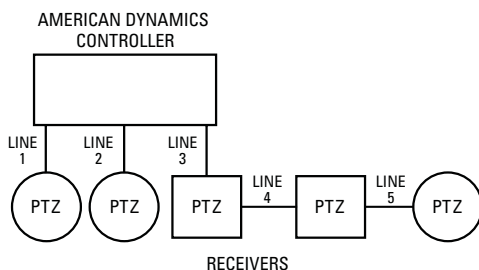 AMERICAN DYNAMICS
CONTROLLER
LINE
1
LINE
2
LINE
3
PTZ
PTZ
PTZ
LINE
4
PTZ
LINE
5
PTZ
RECEIVERS